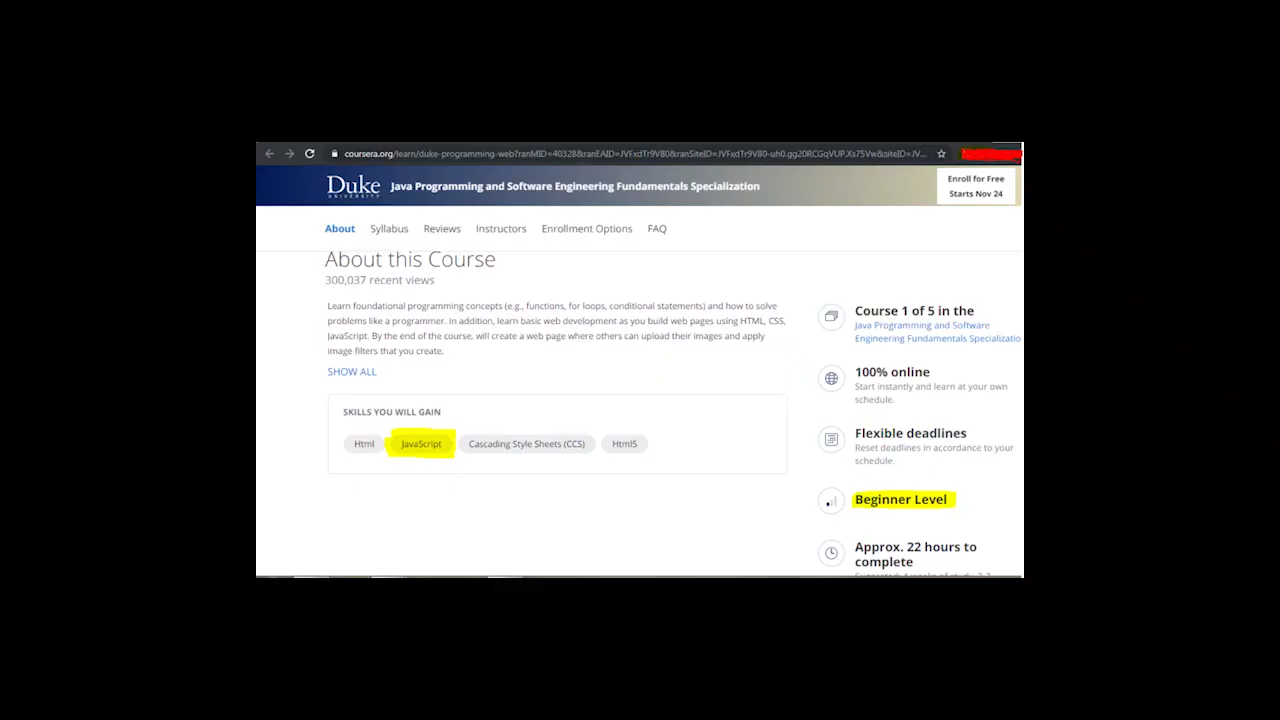 coursera.org/learn/duke-programming-web?ranMID=40328&ranEAID=JVFxdTr9V80&ranSiteID=JVFxdTr9V80-uh0.gg20RCGqVUP.Xs75Vw&siteID=JV...
Duke
UNIVERSITY
Java Programming and Software Engineering Fundamentals Specialization
Enroll for Free
Starts Nov 24
About Syllabus Reviews Instructors Enrollment Options FAQ
About this Course
300,037 recent views
Learn foundational programming concepts (e.g., functions, for loops, conditional statements) and how to solve
problems like a programmer. In addition, learn basic web development as you build web pages using HTML, CSS,
JavaScript. By the end of the course, will create a web page where others can upload their images and apply
image filters that you create.
SHOW ALL
SKILLS YOU WILL GAIN
Html JavaScript Cascading Style Sheets (CCS) Html5
Course 1 of 5 in the
Java Programming and Software
Engineering Fundamentals Specializatio
100% online
Start instantly and learn at your own
schedule.
Flexible deadlines
Reset deadlines in accordance to your
schedule.
Beginner Level
Approx. 22 hours to
complete